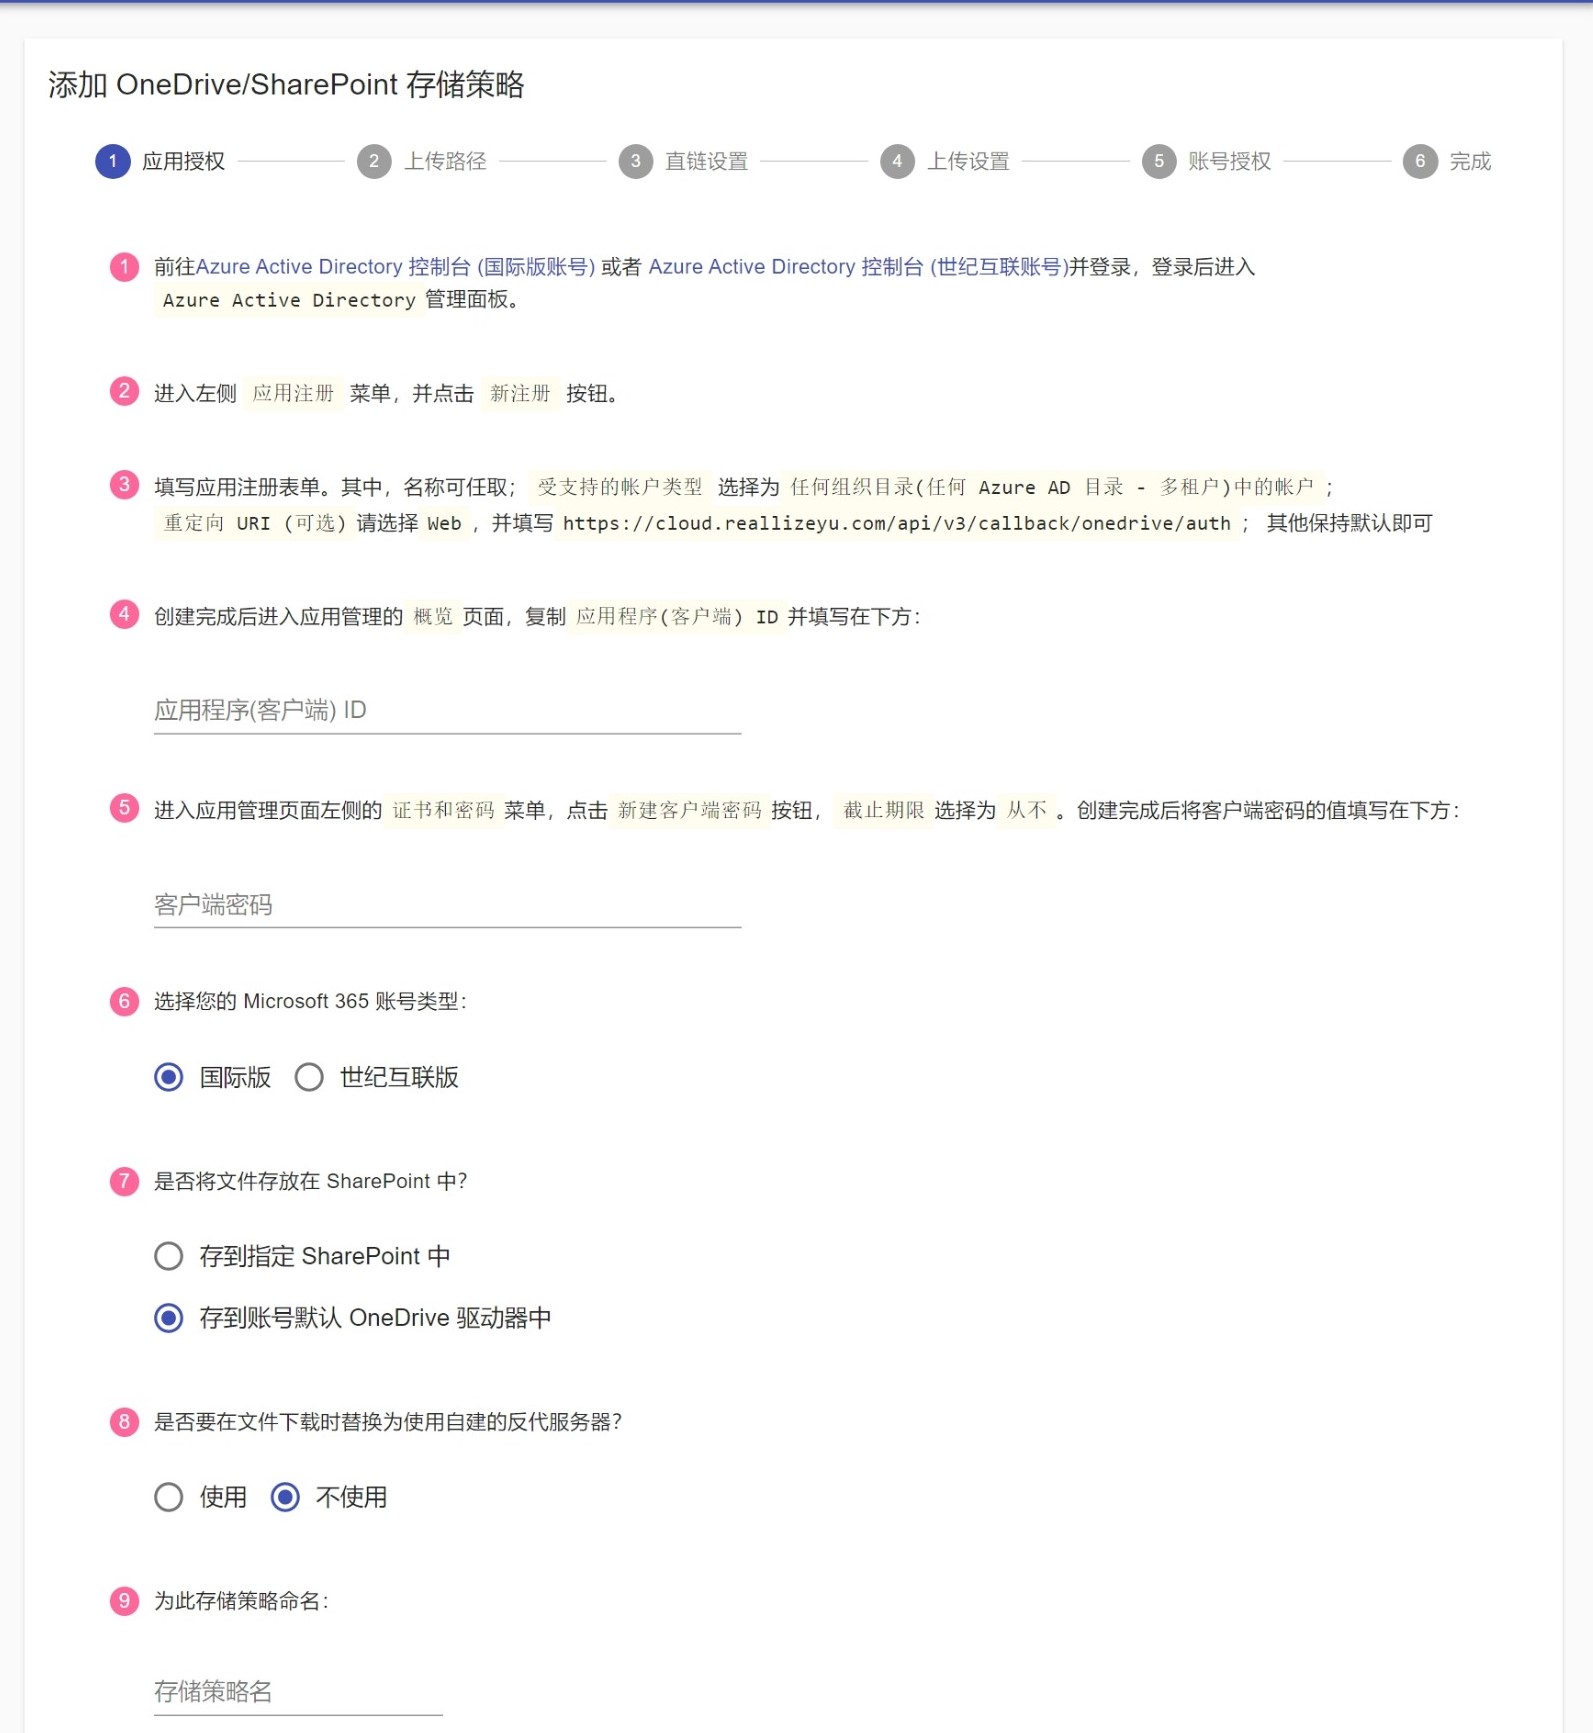 添加 OneDrive/SharePoint 存储策略
1 应用授权 2 上传路径 3 直链设置 4 上传设置 5 账号授权 6 完成
1 前往Azure Active Directory 控制台 (国际版账号) 或者 Azure Active Directory 控制台 (世纪互联账号)并登录，登录后进入
Azure Active Directory 管理面板。
2 进入左侧 应用注册 菜单，并点击 新注册 按钮。
3 填写应用注册表单。其中，名称可任取； 受支持的帐户类型 选择为 任何组织目录(任何 Azure AD 目录 - 多租户)中的帐户 ；
重定向 URI (可选) 请选择 Web ，并填写 https://cloud.reallizeyu.com/api/v3/callback/onedrive/auth ； 其他保持默认即可
4 创建完成后进入应用管理的 概览 页面，复制 应用程序(客户端) ID 并填写在下方：
应用程序(客户端) ID
5 进入应用管理页面左侧的 证书和密码 菜单，点击 新建客户端密码 按钮， 截止期限 选择为 从不 。创建完成后将客户端密码的值填写在下方：
客户端密码
6 选择您的 Microsoft 365 账号类型：
国际版 世纪互联版
7 是否将文件存放在 SharePoint 中？
存到指定 SharePoint 中
存到账号默认 OneDrive 驱动器中
8 是否要在文件下载时替换为使用自建的反代服务器？
使用 不使用
9 为此存储策略命名：
存储策略名